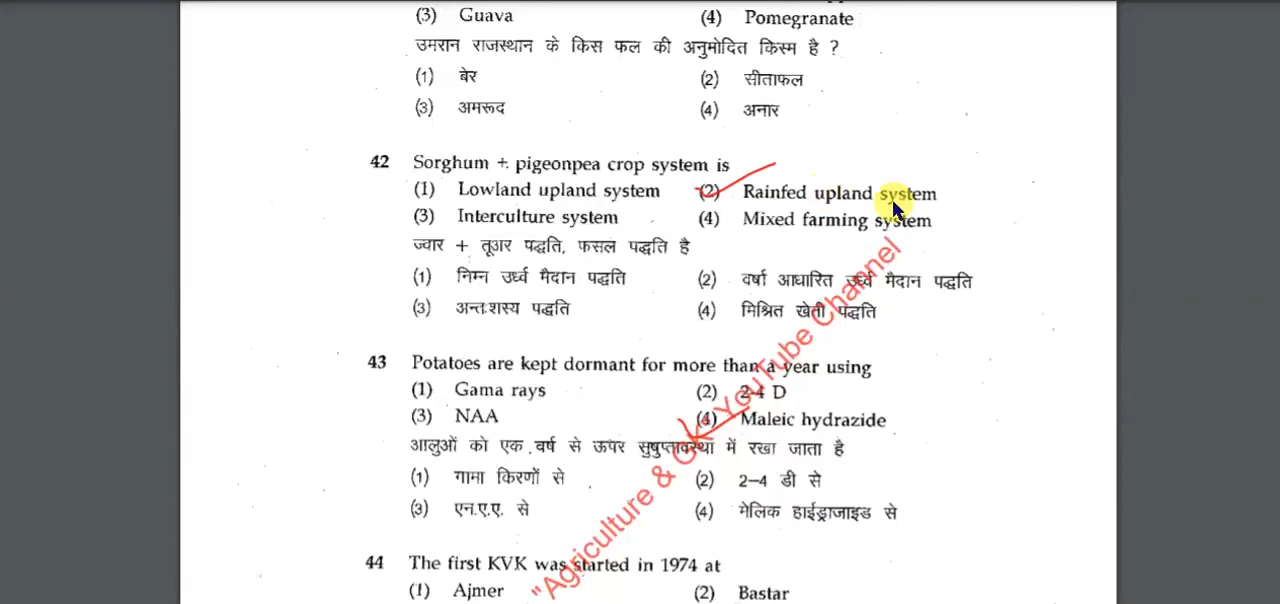 (3) Guava (4) Pomegranate
उमरान राजस्थान के किस फल की अनुमोदित किस्म है ?
(1) बेर (2) सीताफल
(3) अमरूद (4) अनार
42 Sorghum + pigeonpea crop system is
(1) Lowland upland system (2) Rainfed upland system
(3) Interculture system (4) Mixed farming system
ज्वार + तूअर पद्धति, फसल पद्धति है
(1) निम्न उर्ध्व मैदान पद्धति (2) वर्षा आधारित उर्ध्व मैदान पद्धति
(3) अन्तःशस्य पद्धति (4) मिश्रित खेती पद्धति
43 Potatoes are kept dormant for more than a year using
(1) Gama rays (2) 2-4 D
(3) NAA (4) Maleic hydrazide
आलुओं को एक वर्ष से ऊपर सुषुप्तावस्था में रखा जाता है
(1) गामा किरणों से (2) 2–4 डी से
(3) एन.ए.ए. से (4) मेलिक हाईड्राजाइड से
44 The first KVK was started in 1974 at
(1) Ajmer (2) Bastar
"Agriculture & GK" YouTube Channel